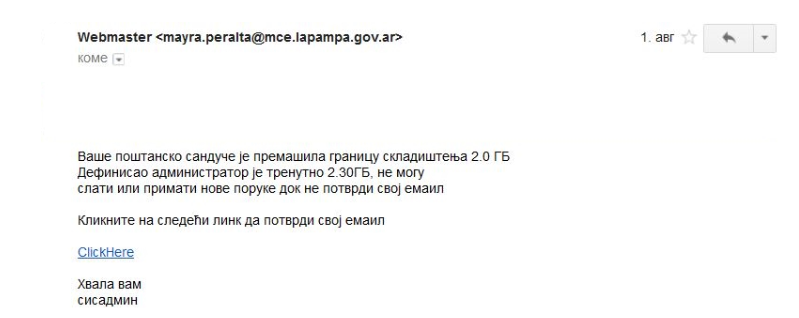 Webmaster <mayra.peralta@mce.lapampa.gov.ar>
1. авг
коме
Ваше поштанско сандуче је премашила границу складиштења 2.0 ГБ
Дефинисао администратор је тренутно 2.30ГБ, не могу
слати или примати нове поруке док не потврди свој емаил
Кликните на следећи линк да потврди свој емаил
ClickHere
Хвала вам
сисадмин